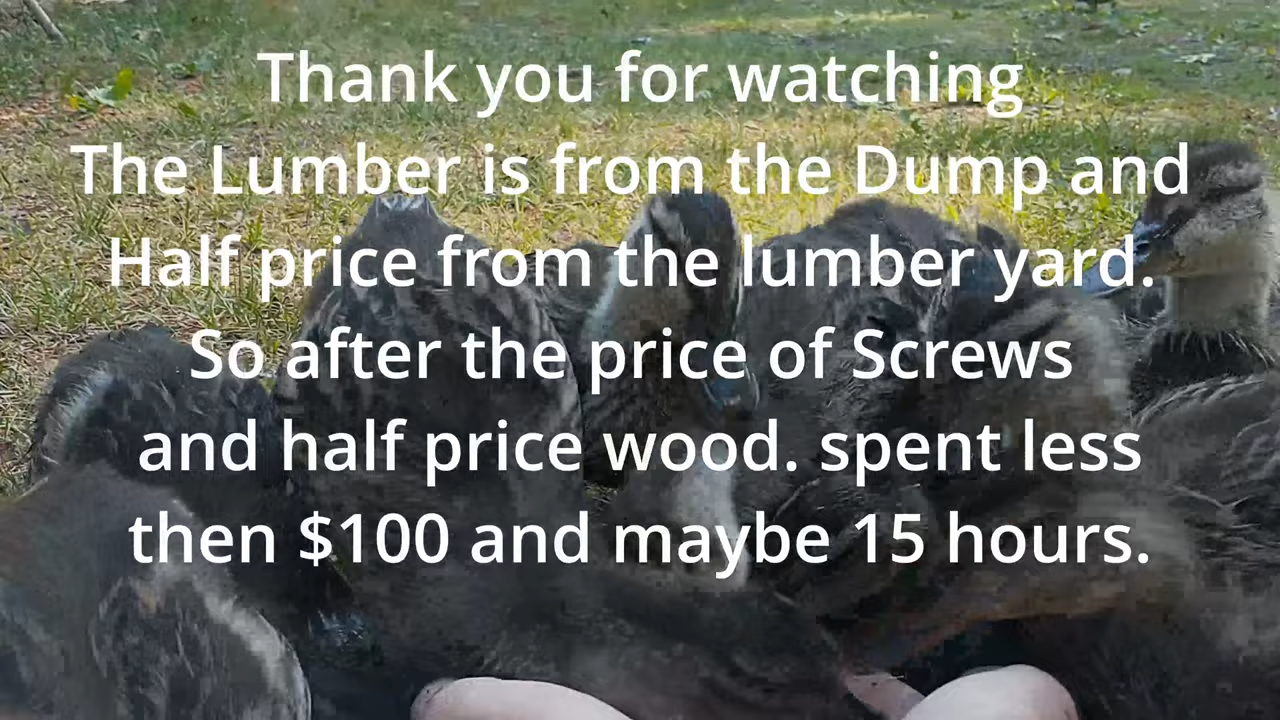 Thank you for watching
The Lumber is from the Dump and
Half price from the lumber yard.
So after the price of Screws
and half price wood. spent less
then $100 and maybe 15 hours.